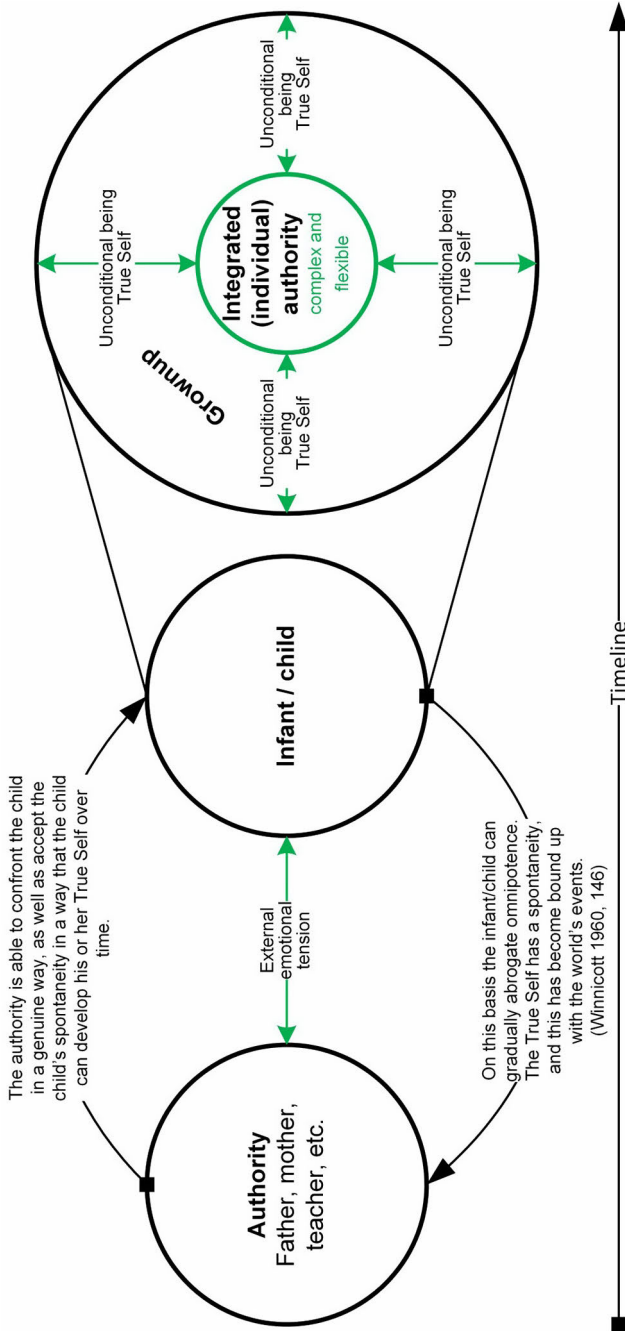 The authority is able to confront the child
in a genuine way, as well as accept the
child's spontaneity in a way that the child
can develop his or her True Self over
time.
Authority
Father, mother,
teacher, etc.
External
emotional
tension
Infant / child
On this basis the infant/child can
gradually abrogate omnipotence.
The True Self has a spontaneity,
and this has become bound up
with the world's events.
(Winnicott 1960, 146)
Grownup
Unconditional being
True Self
Unconditional
being
True Self
Integrated
(individual)
authority
complex and
flexible
Unconditional
being
True Self
Unconditional being
True Self
Timeline